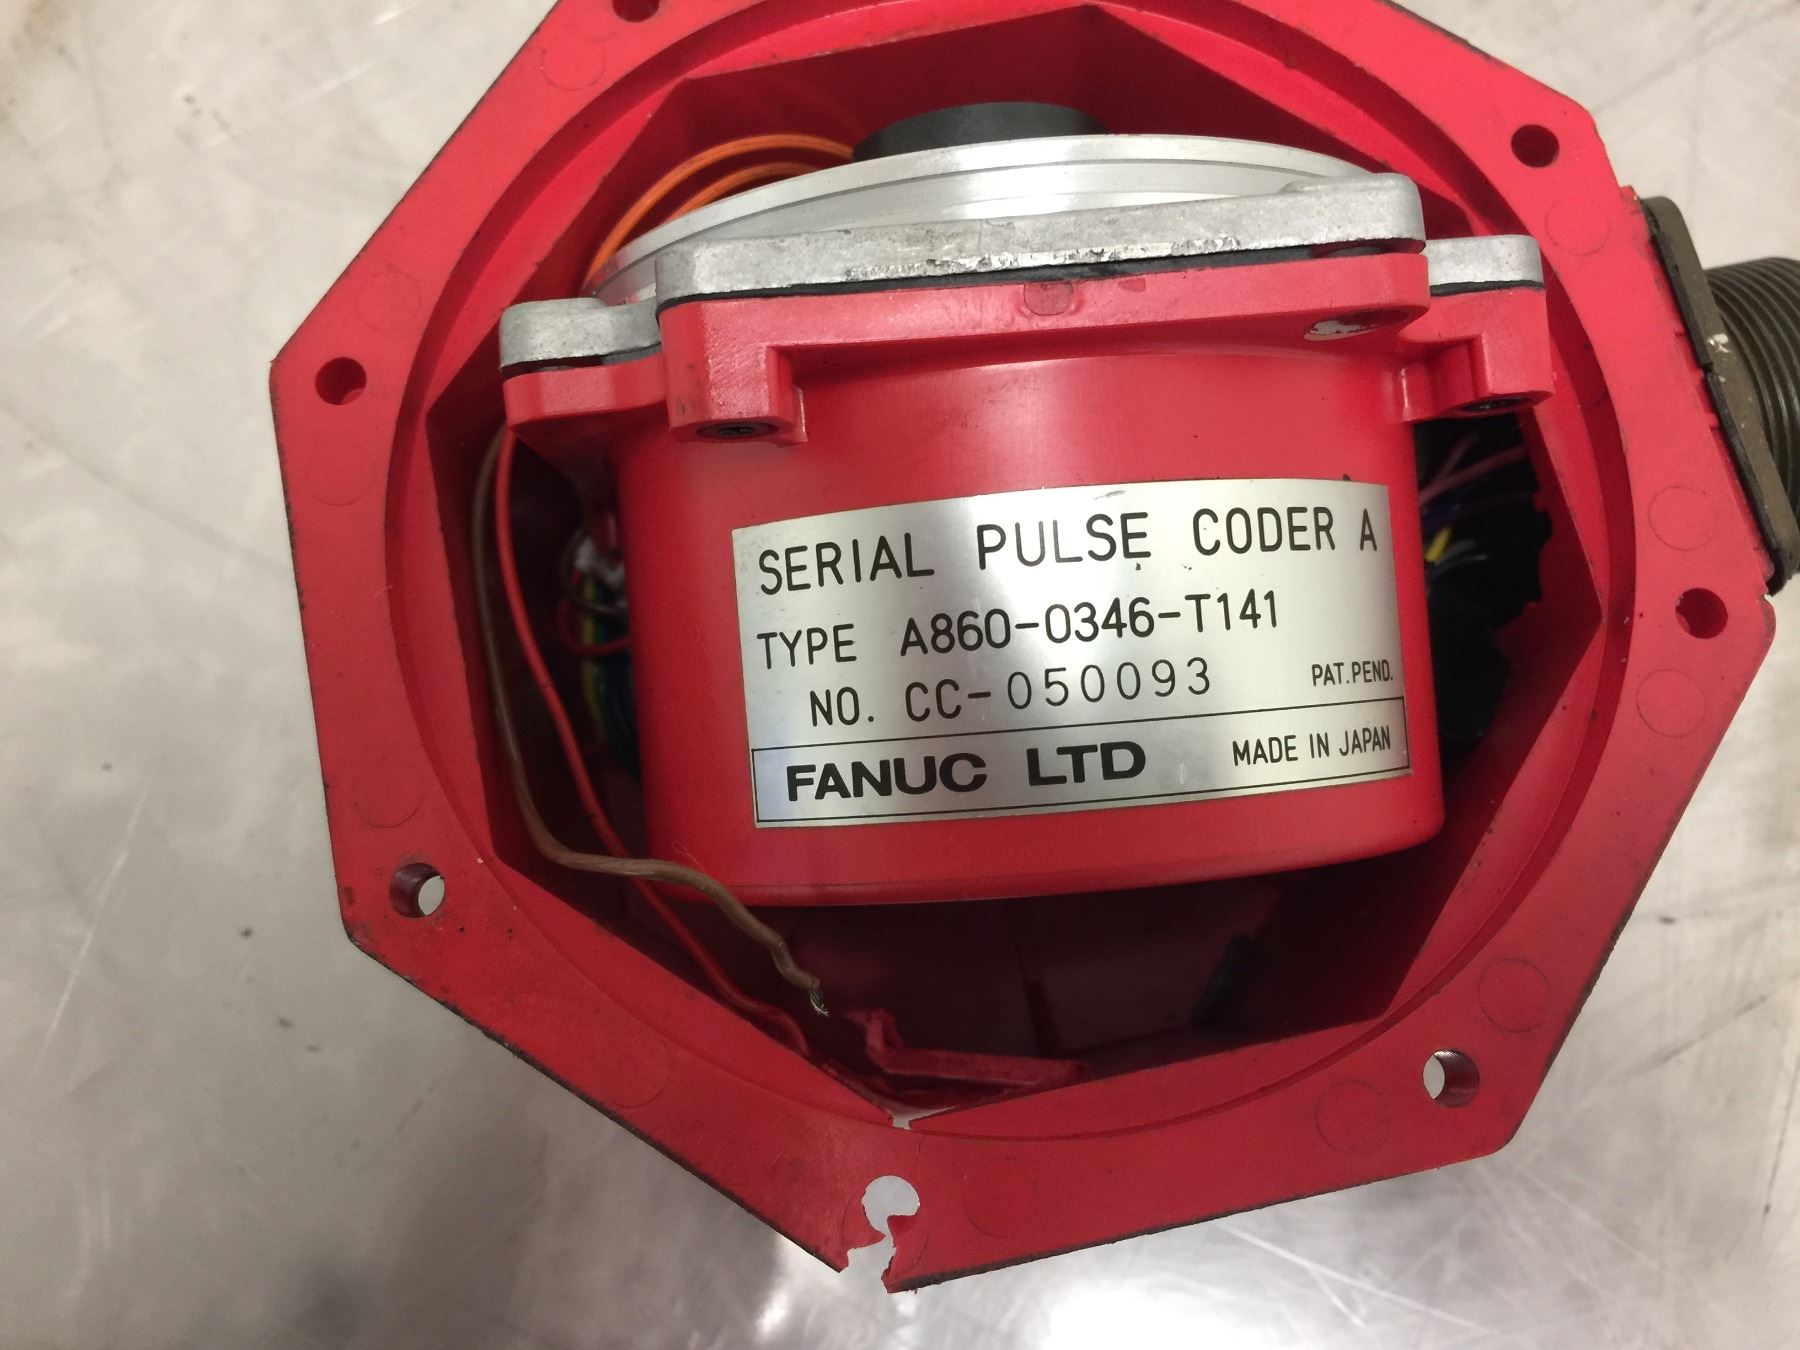 SERIAL PULSE CODER A
TYPE A860-0346-T141
NO. CC-050093 PAT.PEND.
FANUC LTD MADE IN JAPAN